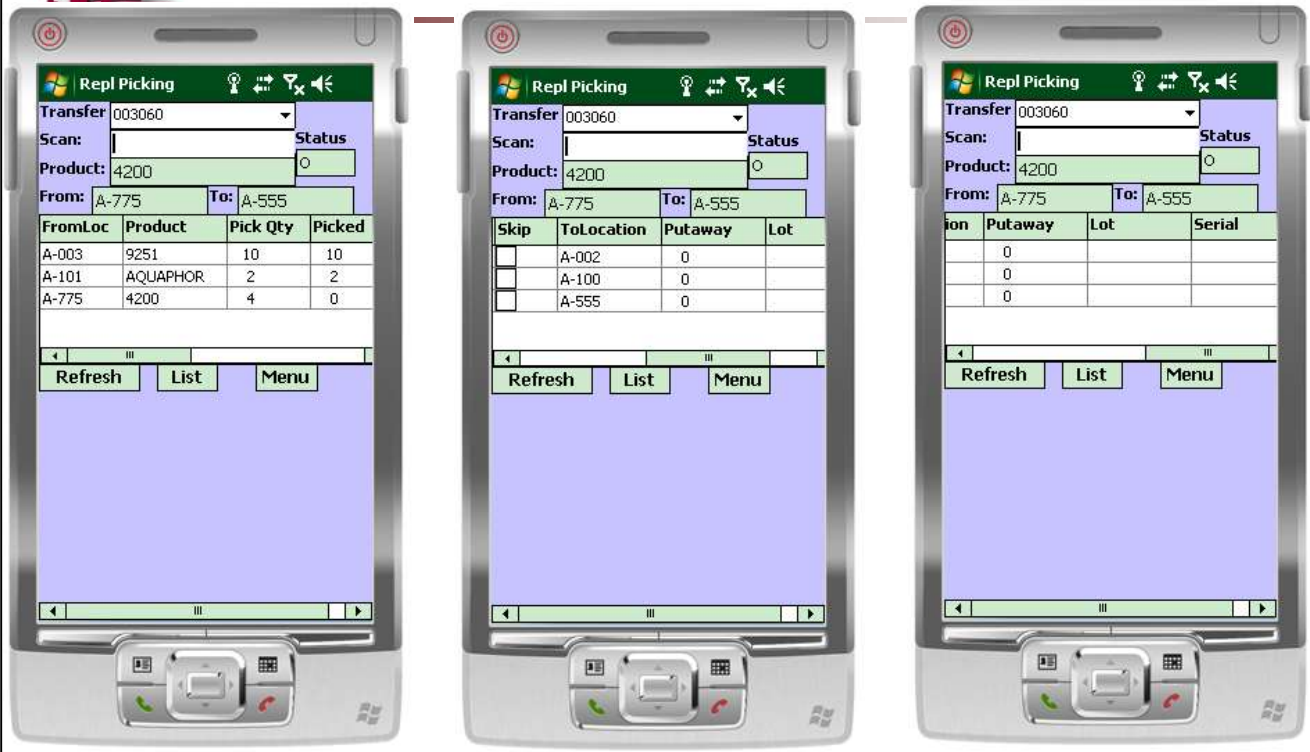 Repl Picking
Transfer 003060
Scan: Status
Product: 4200 O
From: A-775 To: A-555
FromLoc Product Pick Qty Picked
A-003 9251 10 10
A-101 AQUAPHOR 2 2
A-775 4200 4 0
Refresh List Menu
Repl Picking
Transfer 003060
Scan: Status
Product: 4200 O
From: A-775 To: A-555
Skip ToLocation Putaway Lot
A-002 0
A-100 0
A-555 0
Refresh List Menu
Repl Picking
Transfer 003060
Scan: Status
Product: 4200 O
From: A-775 To: A-555
ion Putaway Lot Serial
0
0
0
Refresh List Menu